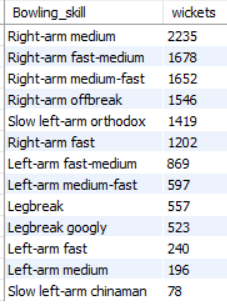 Bowling_skill wickets
Right-arm medium 2235
Right-arm fast-medium 1678
Right-arm medium-fast 1652
Right-arm offbreak 1546
Slow left-arm orthodox 1419
Right-arm fast 1202
Left-arm fast-medium 869
Left-arm medium-fast 597
Legbreak 557
Legbreak googly 523
Left-arm fast 240
Left-arm medium 196
Slow left-arm chinaman 78